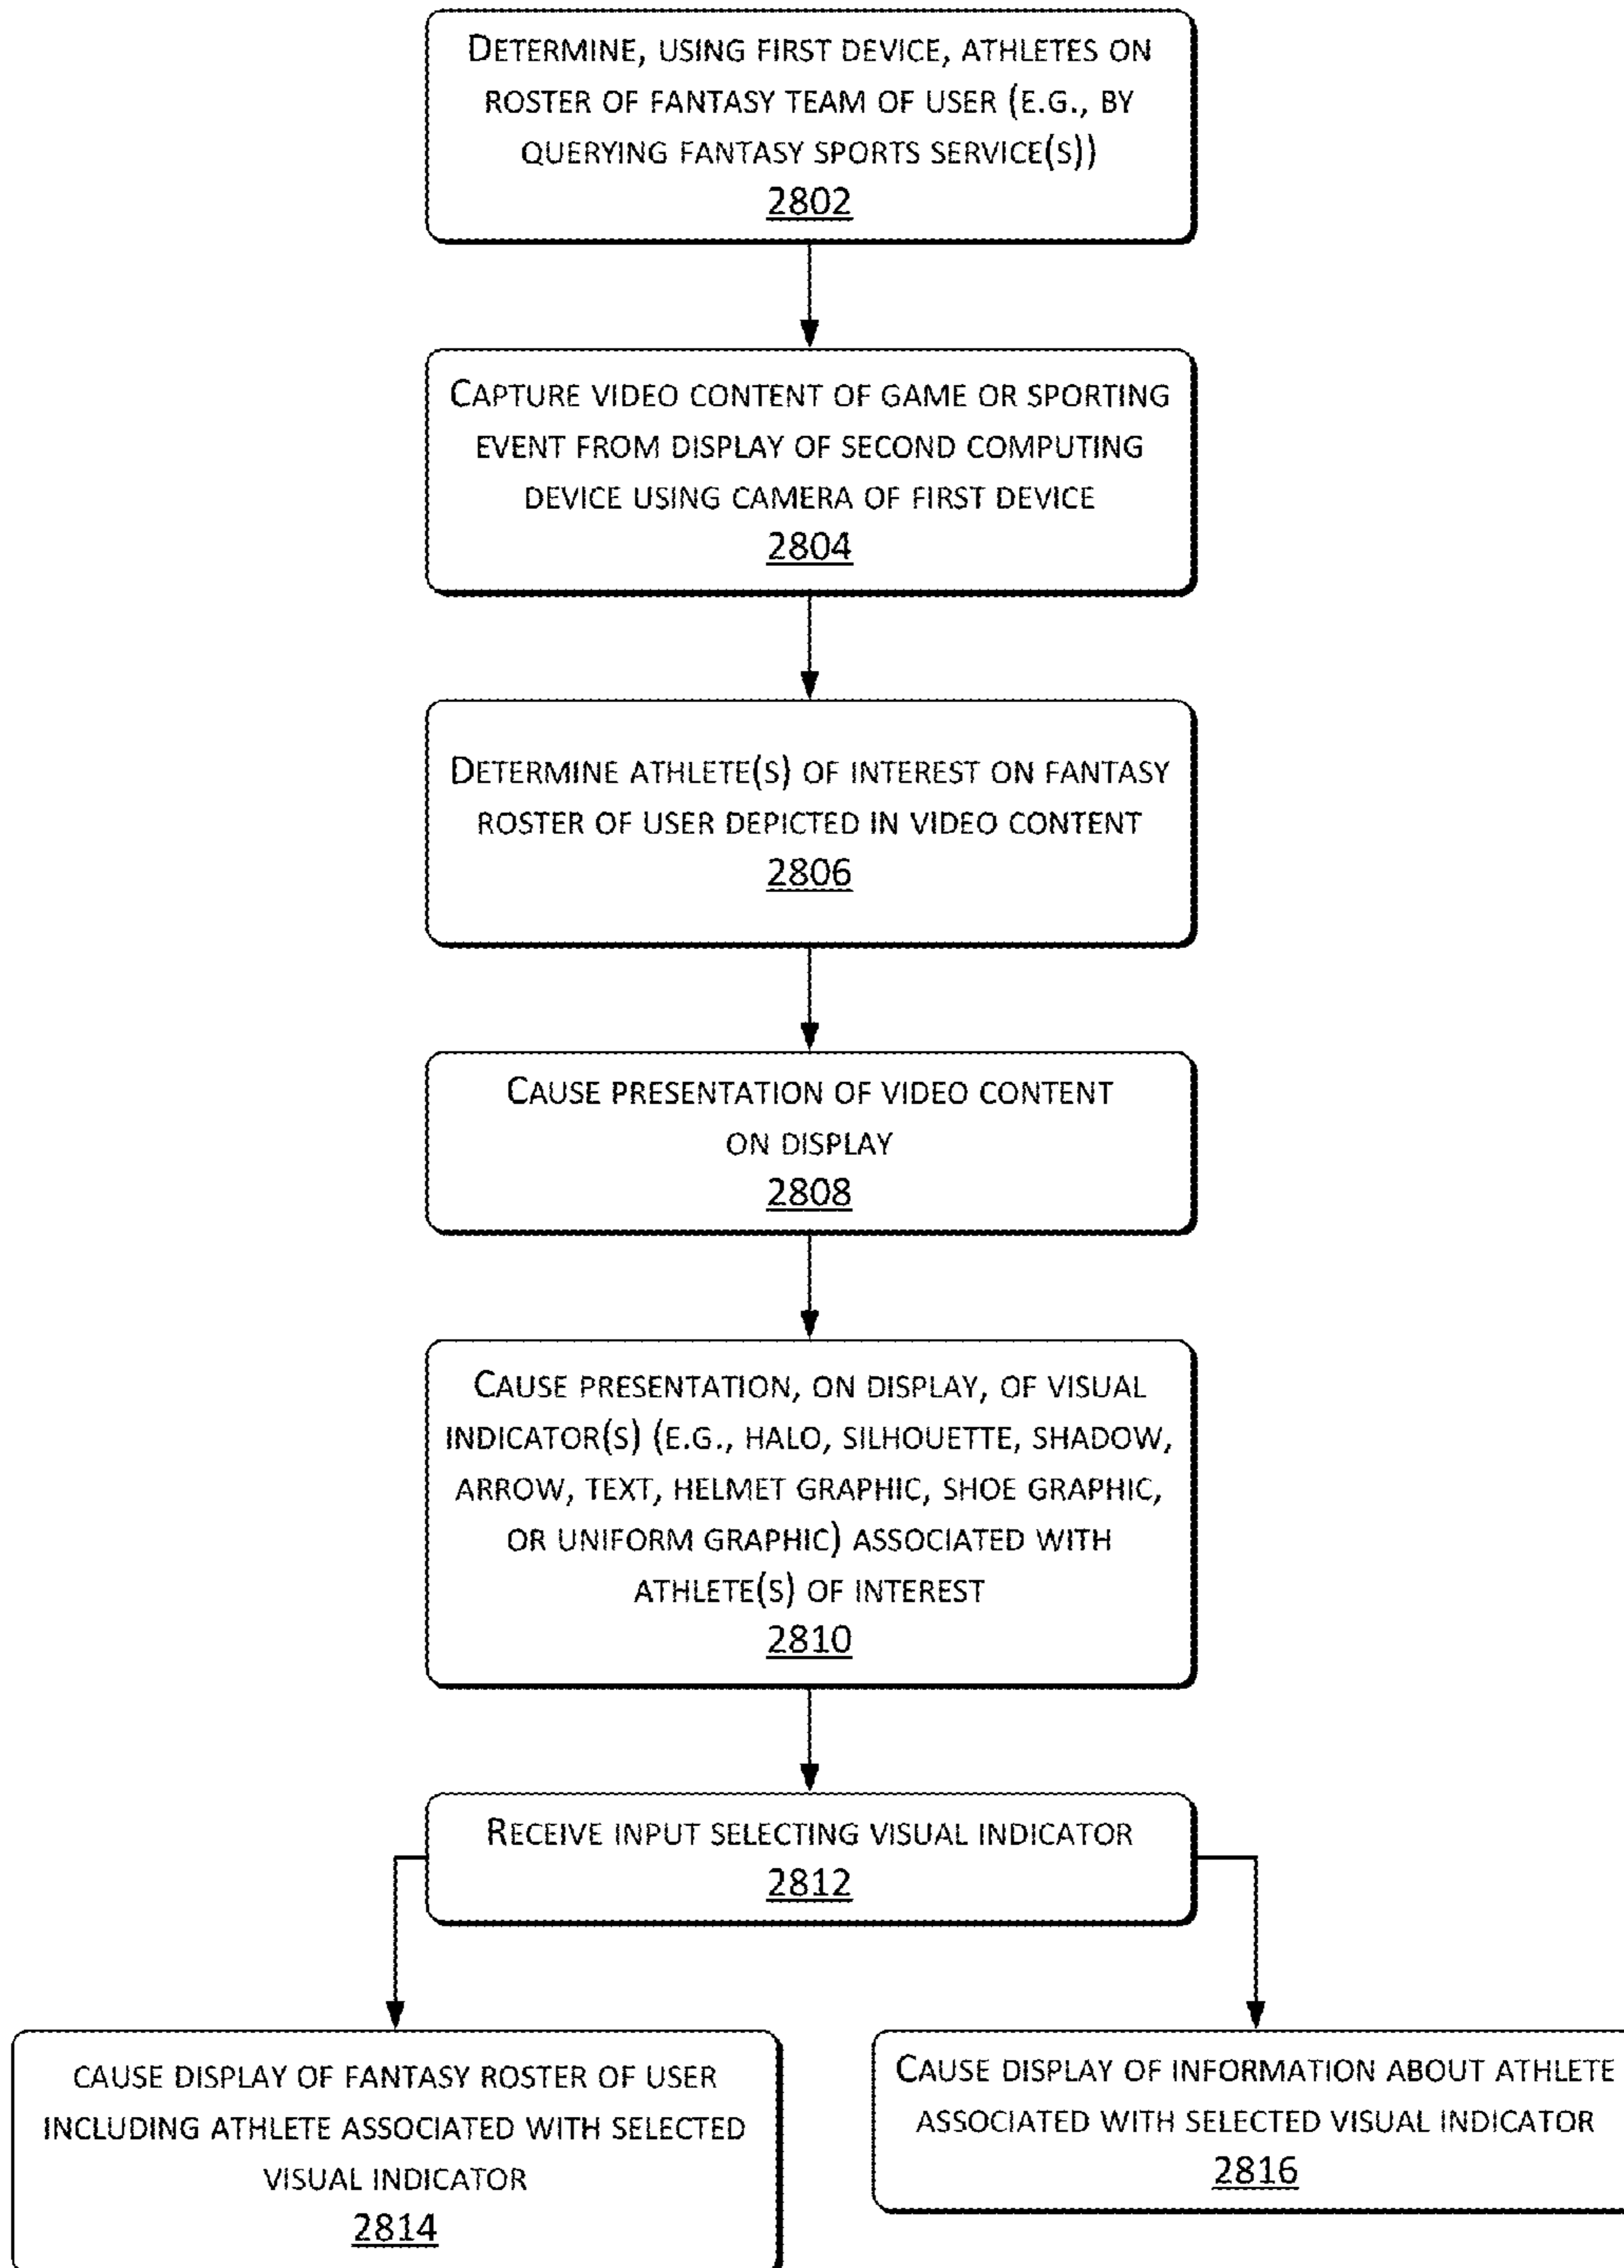 DETERMINE, USING FIRST DEVICE, ATHLETES ON
ROSTER OF FANTASY TEAM OF USER (E.G., BY
QUERYING FANTASY SPORTS SERVICE(S))
2802
CAPTURE VIDEO CONTENT OF GAME OR SPORTING
EVENT FROM DISPLAY OF SECOND COMPUTING
DEVICE USING CAMERA OF FIRST DEVICE
2804
DETERMINE ATHLETE(S) OF INTEREST ON FANTASY
ROSTER OF USER DEPICTED IN VIDEO CONTENT
2806
CAUSE PRESENTATION OF VIDEO CONTENT
ON DISPLAY
2808
CAUSE PRESENTATION, ON DISPLAY, OF VISUAL
INDICATOR(S) (E.G., HALO, SILHOUETTE, SHADOW,
ARROW, TEXT, HELMET GRAPHIC, SHOE GRAPHIC,
OR UNIFORM GRAPHIC) ASSOCIATED WITH
ATHLETE(S) OF INTEREST
2810
RECEIVE INPUT SELECTING VISUAL INDICATOR
2812
CAUSE DISPLAY OF FANTASY ROSTER OF USER
INCLUDING ATHLETE ASSOCIATED WITH SELECTED
VISUAL INDICATOR
2814
CAUSE DISPLAY OF INFORMATION ABOUT ATHLETE
ASSOCIATED WITH SELECTED VISUAL INDICATOR
2816